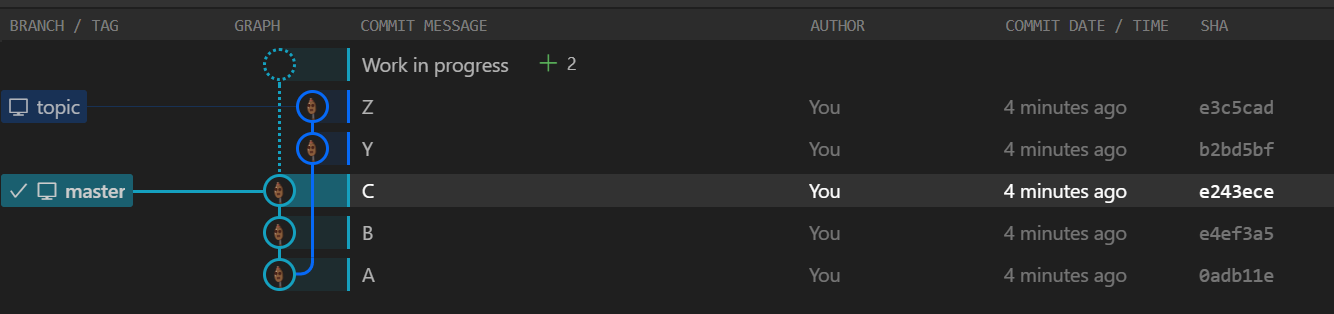 BRANCH / TAG GRAPH COMMIT MESSAGE AUTHOR COMMIT DATE / TIME SHA
Work in progress + 2
topic Z You 4 minutes ago e3c5cad
Y You 4 minutes ago b2bd5bf
master C You 4 minutes ago e243ece
B You 4 minutes ago e4ef3a5
A You 4 minutes ago 0adb11e